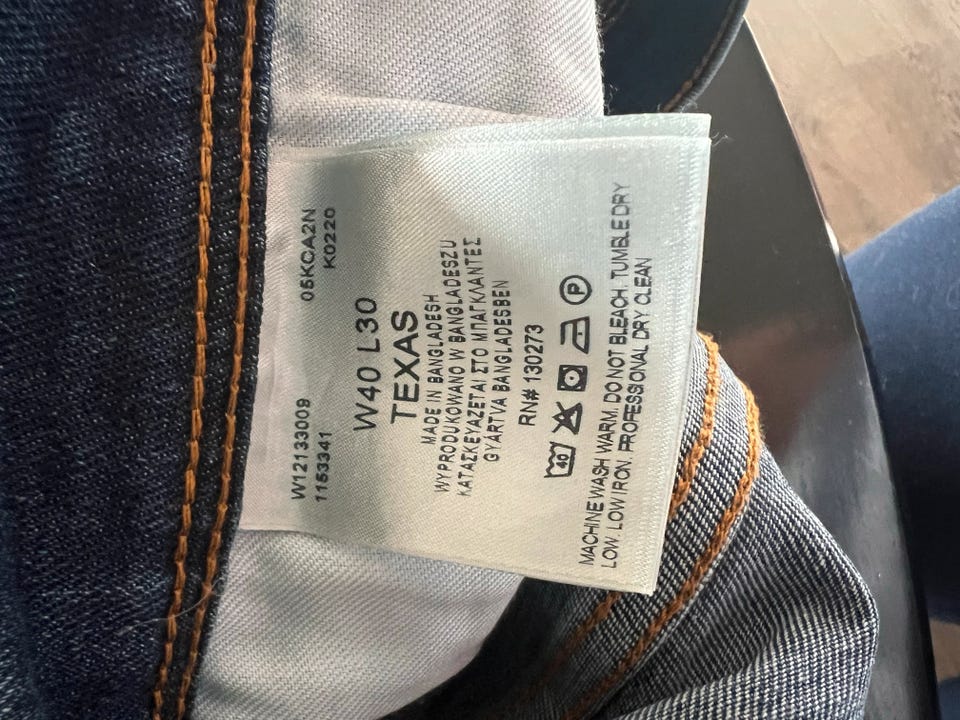 W12133009 05KCA2N
1153341 K0220
W40 L30
TEXAS
MADE IN BANGLADESH
WYPRODUKOWANO W BANGLADESZU
ΚΑΤΑΣΚΕΥΑΖΕΤΑΙ ΣΤΟ ΜΠΑΓΚΛΑΝΤΕΣ
GYÁRTVA BANGLADESBEN
RN# 130273
40 P
MACHINE WASH WARM. DO NOT BLEACH. TUMBLE DRY
LOW. LOW IRON. PROFESSIONAL DRY CLEAN